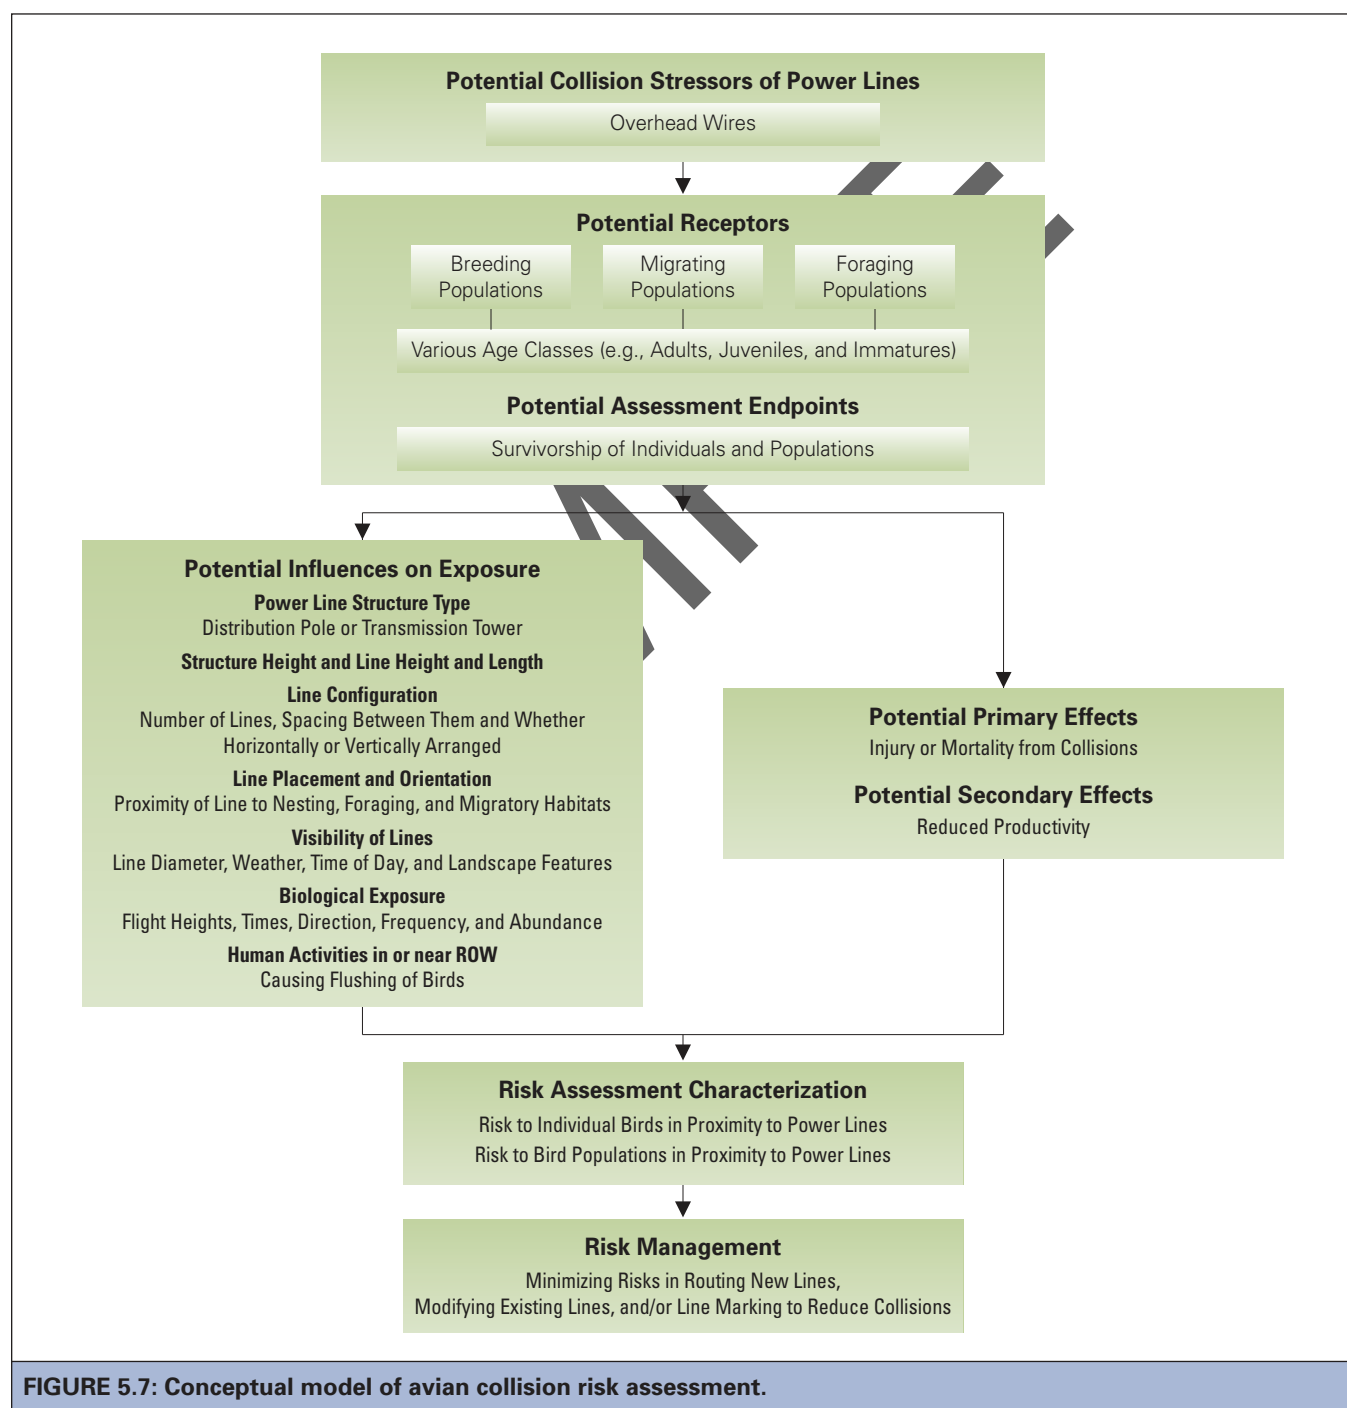 Potential Collision Stressors of Power Lines
Overhead Wires
Potential Receptors
Breeding
Populations
Migrating
Populations
Foraging
Populations
Various Age Classes (e.g., Adults, Juveniles, and Immatures)
Potential Assessment Endpoints
Survivorship of Individuals and Populations
Potential Influences on Exposure
Power Line Structure Type
Distribution Pole or Transmission Tower
Structure Height and Line Height and Length
Line Configuration
Number of Lines, Spacing Between Them and Whether
Horizontally or Vertically Arranged
Line Placement and Orientation
Proximity of Line to Nesting, Foraging, and Migratory Habitats
Visibility of Lines
Line Diameter, Weather, Time of Day, and Landscape Features
Biological Exposure
Flight Heights, Times, Direction, Frequency, and Abundance
Human Activities in or near ROW
Causing Flushing of Birds
Potential Primary Effects
Injury or Mortality from Collisions
Potential Secondary Effects
Reduced Productivity
Risk Assessment Characterization
Risk to Individual Birds in Proximity to Power Lines
Risk to Bird Populations in Proximity to Power Lines
Risk Management
Minimizing Risks in Routing New Lines,
Modifying Existing Lines, and/or Line Marking to Reduce Collisions
FIGURE 5.7: Conceptual model of avian collision risk assessment.